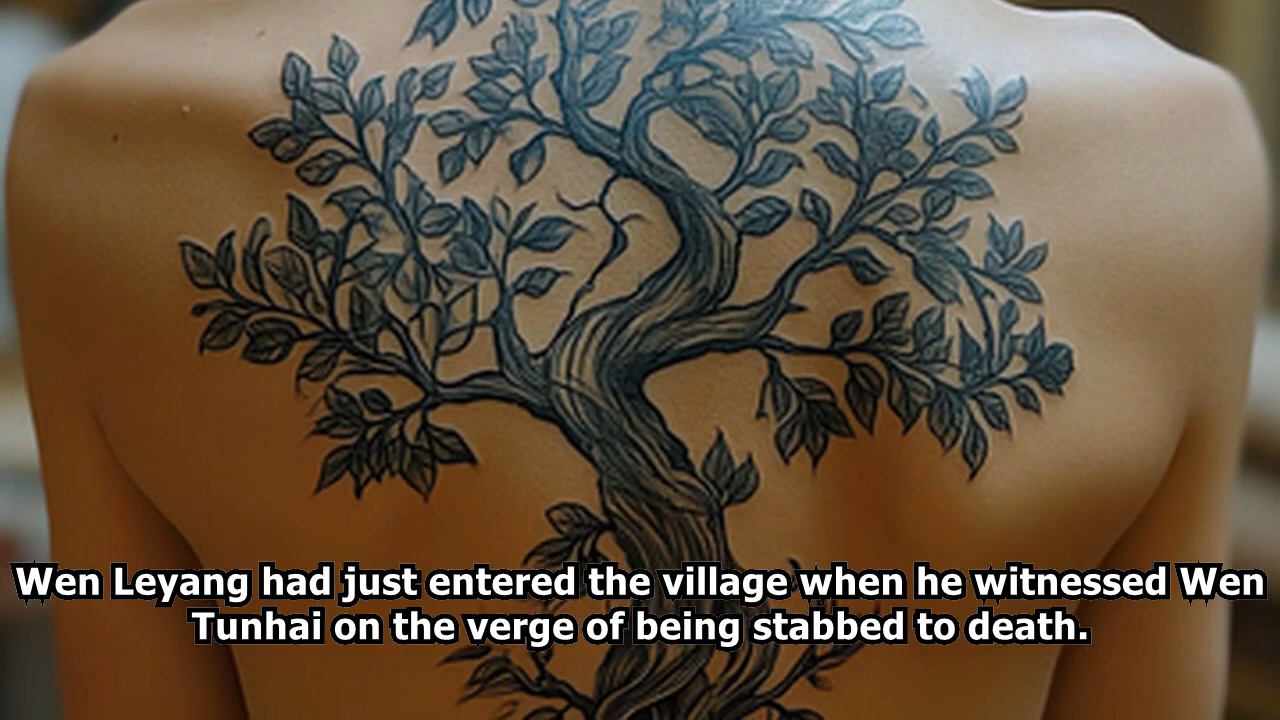 Wen Leyang had just entered the village when he witnessed Wen
Tunhai on the verge of being stabbed to death.